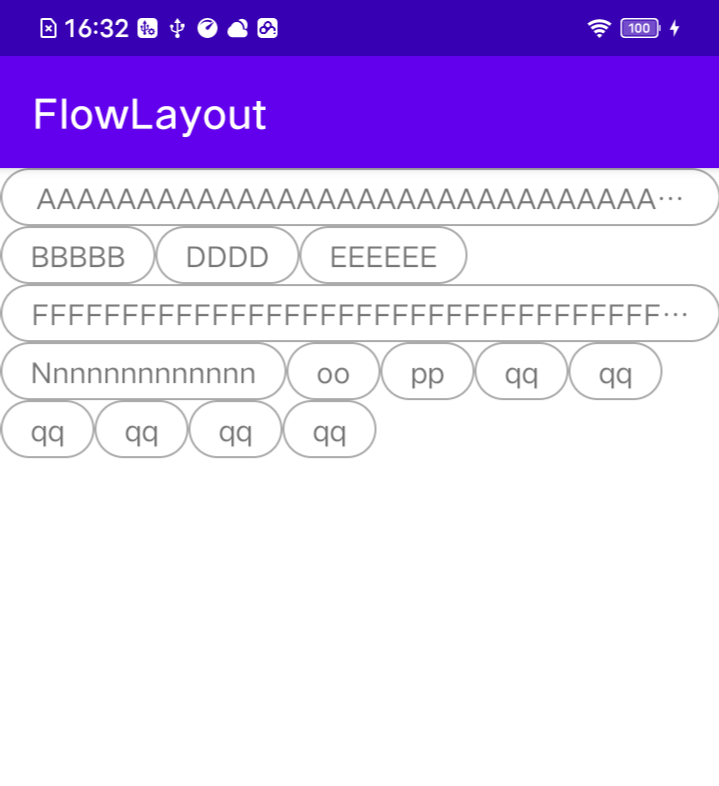 16:32 100
FlowLayout
AAAAAAAAAAAAAAAAAAAAAAAAAAAAAAA…
BBBBB DDDD EEEEEE
FFFFFFFFFFFFFFFFFFFFFFFFFFFFFFFFFFF…
Nnnnnnnnnnnnn oo pp qq qq
qq qq qq qq